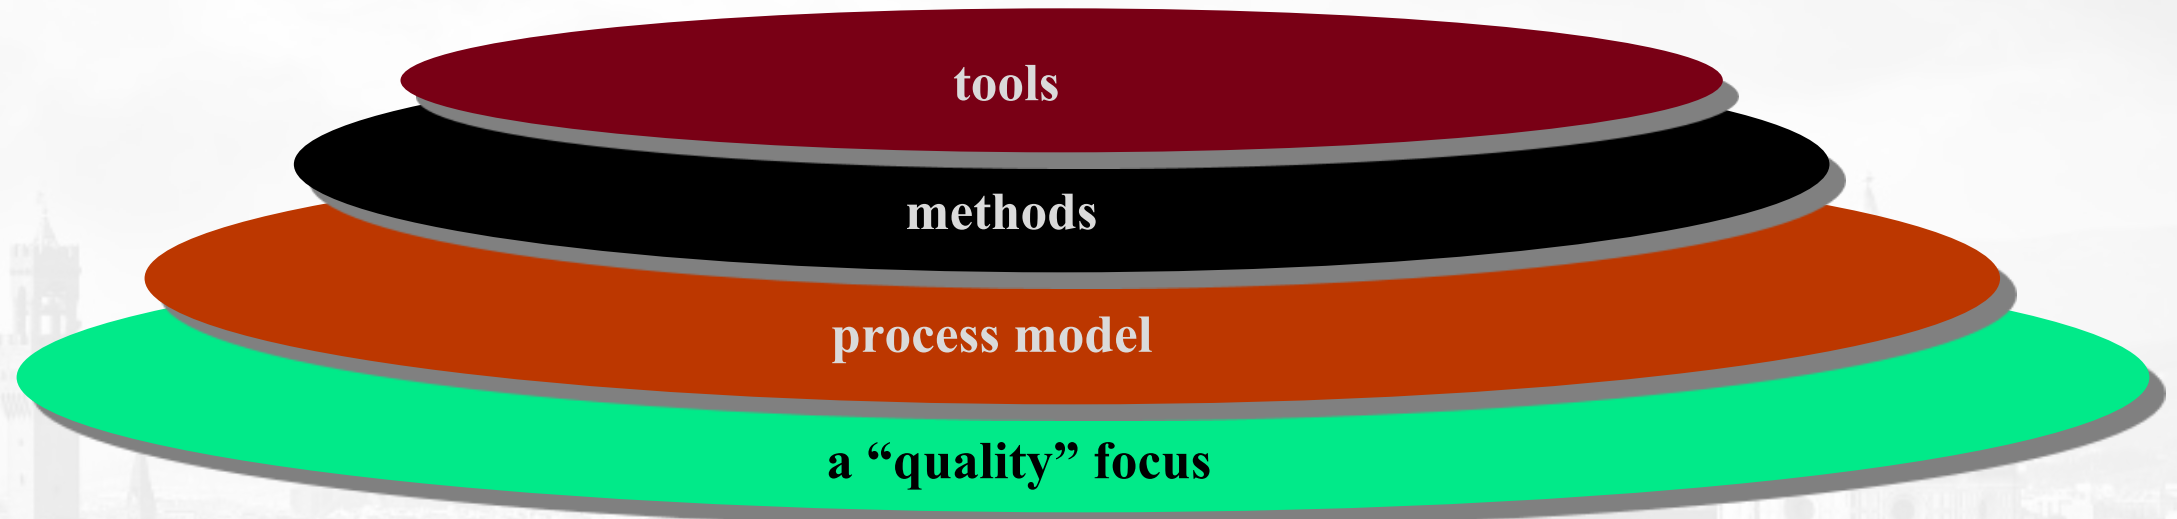 tools
methods
process model
a “quality” focus